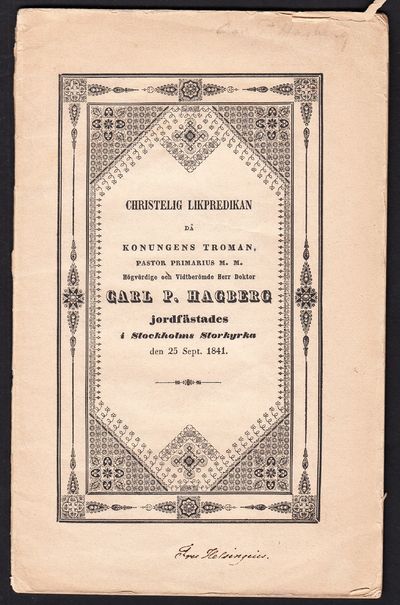 CHRISTELIG LIKPREDIKAN
DÅ
KONUNGENS TROMAN,
PASTOR PRIMARIUS M. M.
Högvördige och Vidtberömde Herr Doktor
CARL P. HAGBERG
jordfästades
i Stockholms Storkyrka
den 25 Sept. 1841.
Helsingius.